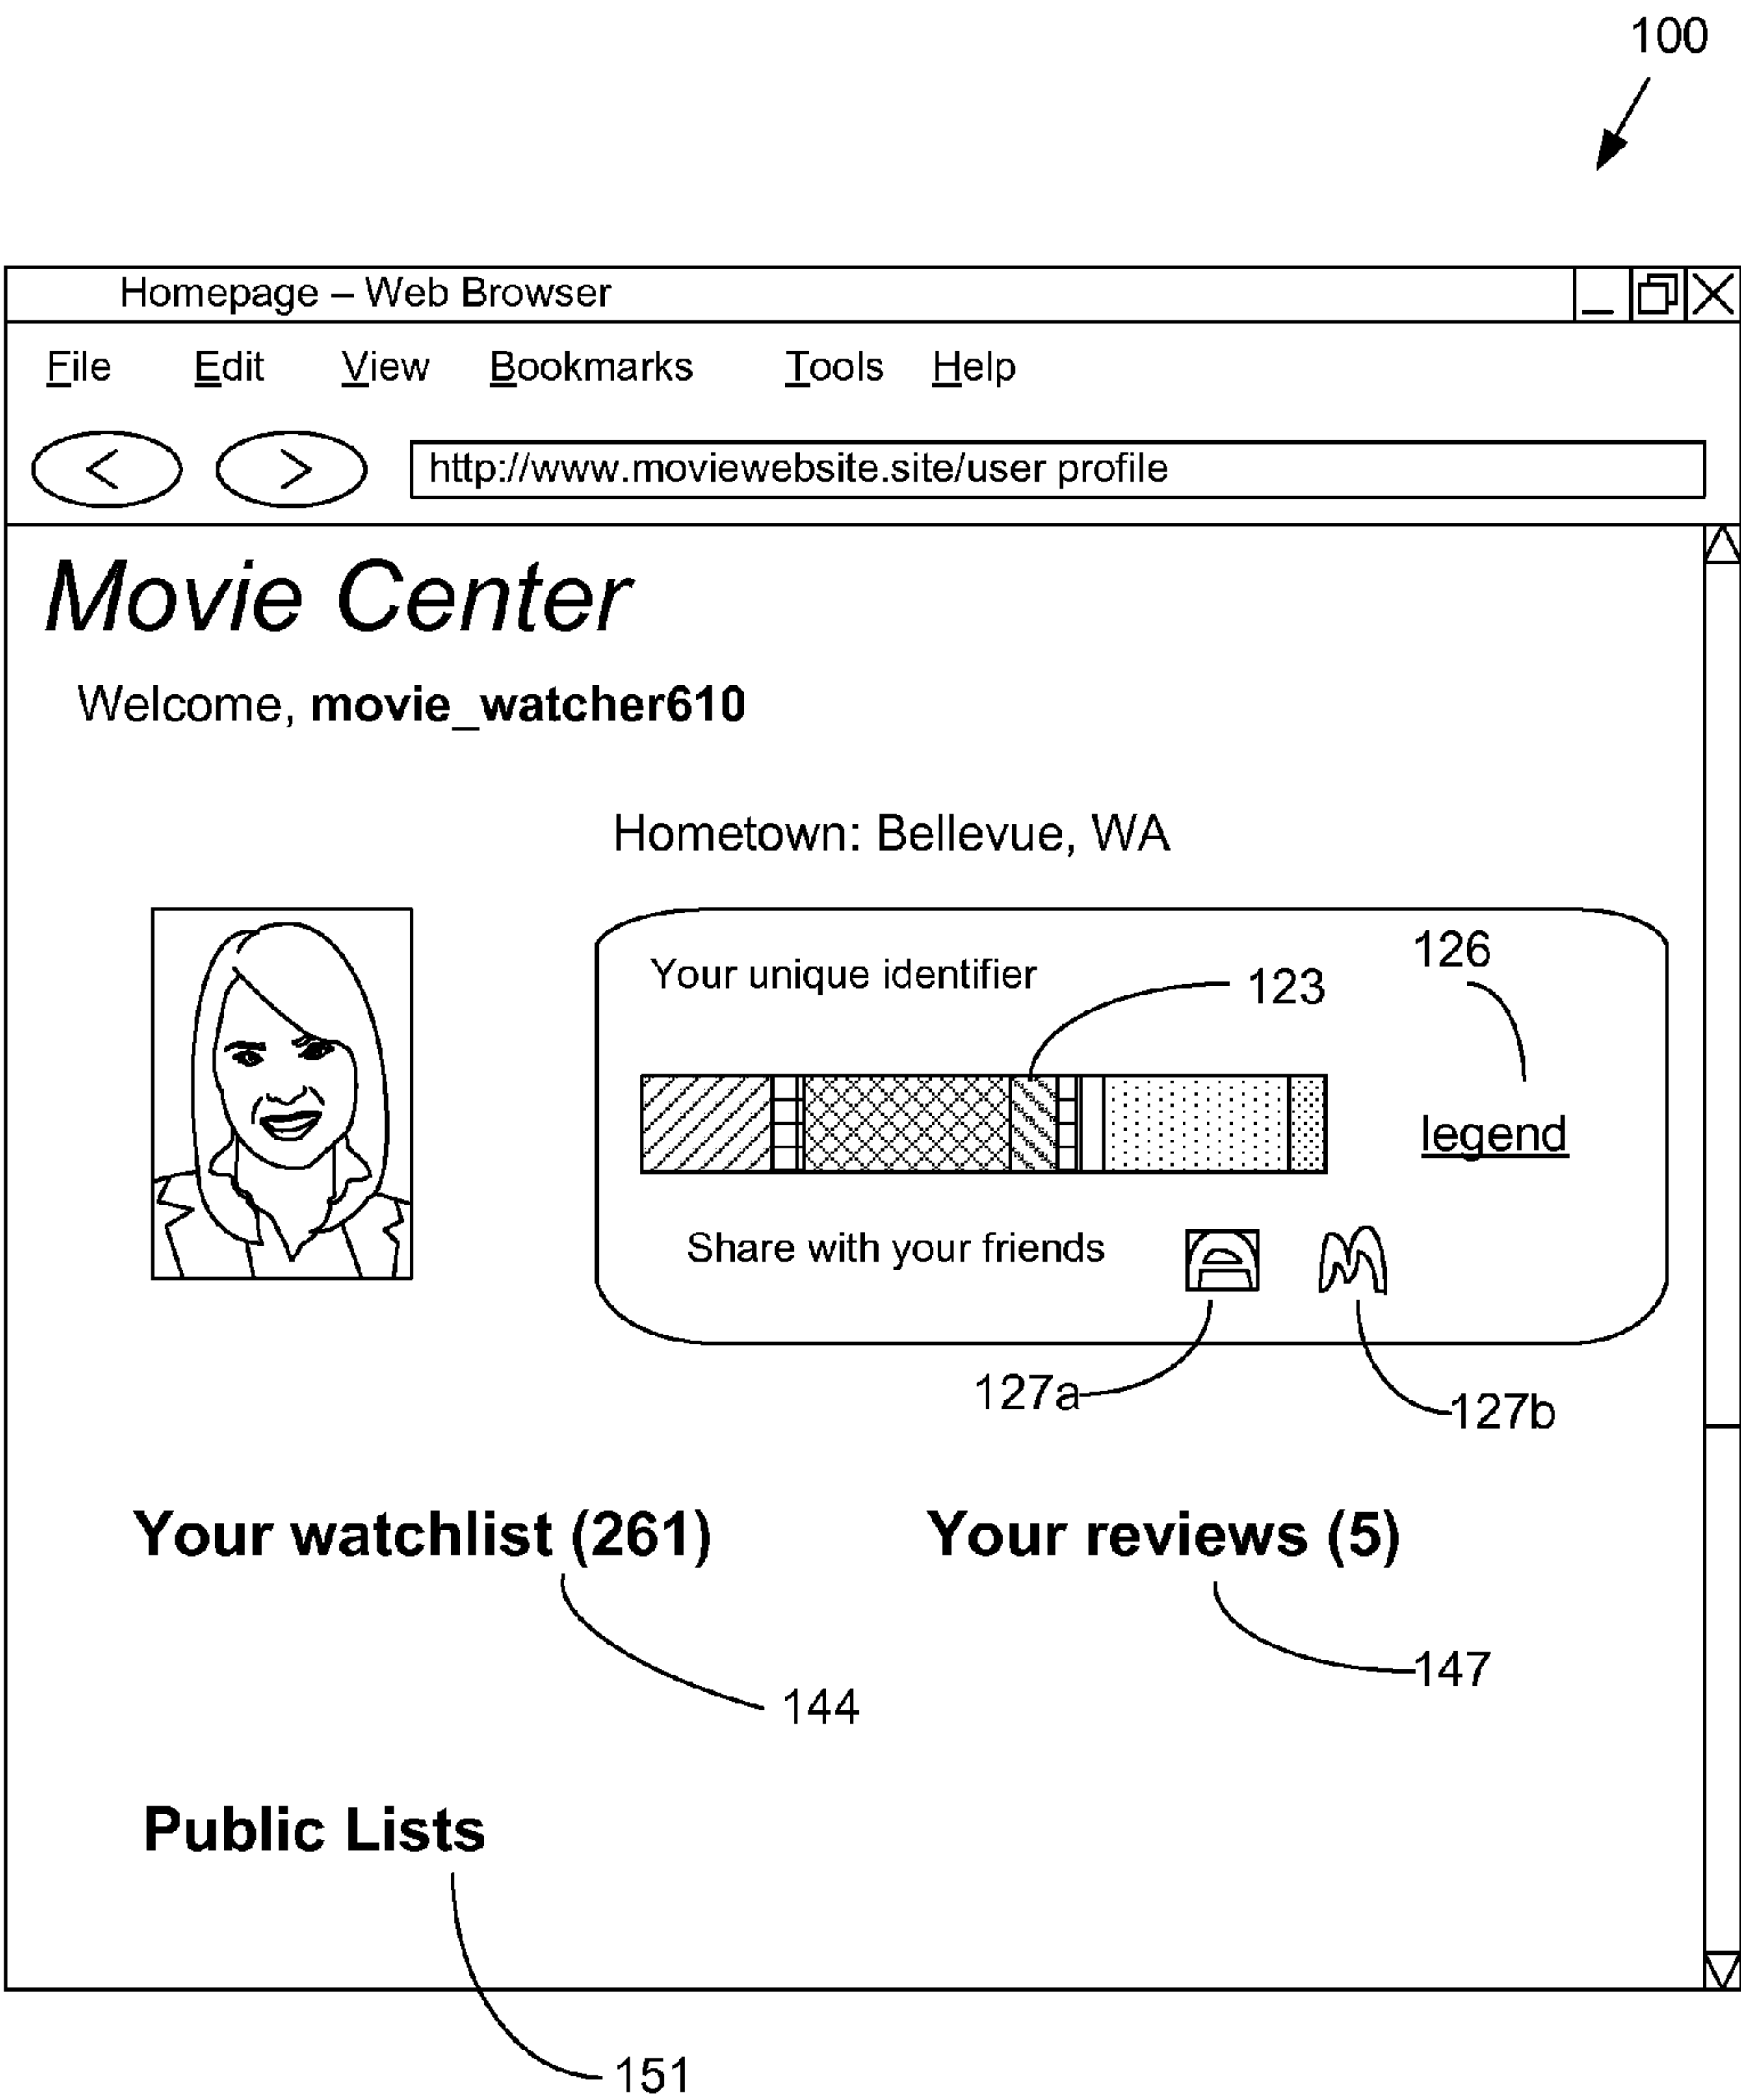 100
Homepage – Web Browser
File Edit View Bookmarks Tools Help
< > http://www.moviewebsite.site/user profile
Movie Center
Welcome, movie_watcher610
Hometown: Bellevue, WA
126
Your unique identifier 123
legend
Share with your friends
127a 127b
Your watchlist (261) Your reviews (5)
147
144
Public Lists
151